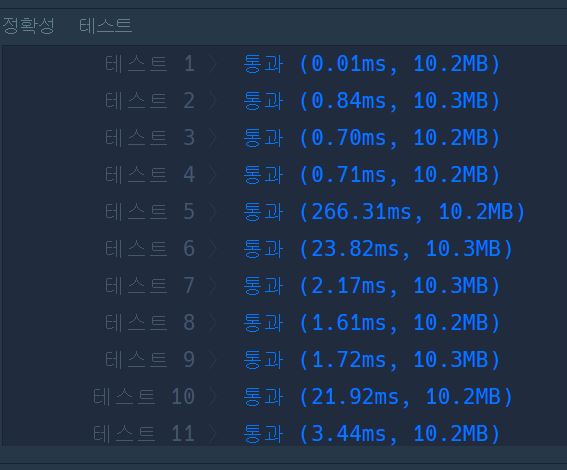 정확성 테스트
테스트 1 〉 통과 (0.01ms, 10.2MB)
테스트 2 〉 통과 (0.84ms, 10.3MB)
테스트 3 〉 통과 (0.70ms, 10.2MB)
테스트 4 〉 통과 (0.71ms, 10.2MB)
테스트 5 〉 통과 (266.31ms, 10.2MB)
테스트 6 〉 통과 (23.82ms, 10.3MB)
테스트 7 〉 통과 (2.17ms, 10.3MB)
테스트 8 〉 통과 (1.61ms, 10.2MB)
테스트 9 〉 통과 (1.72ms, 10.3MB)
테스트 10 〉 통과 (21.92ms, 10.2MB)
테스트 11 〉 통과 (3.44ms, 10.2MB)